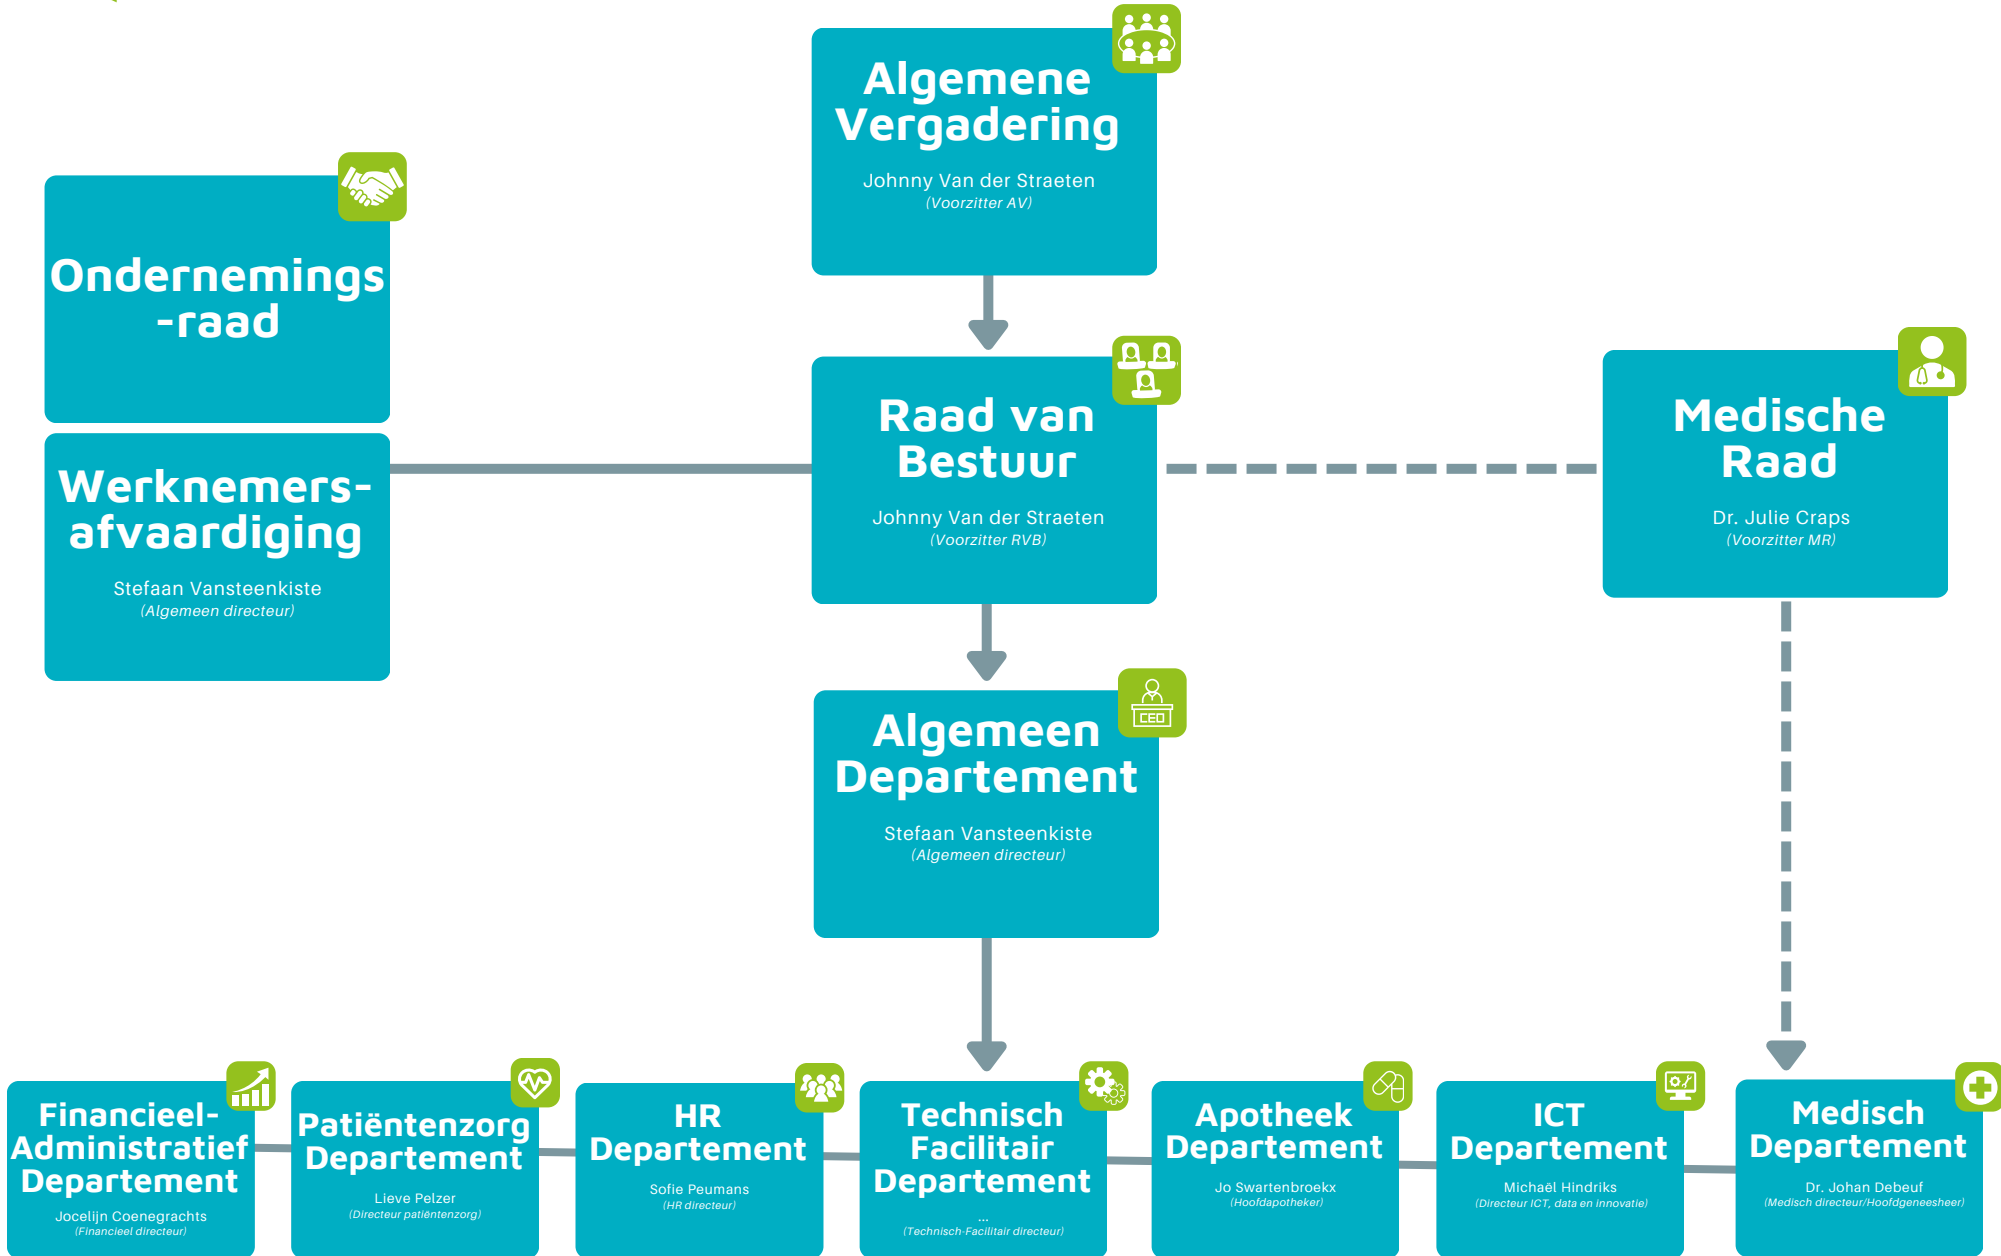 Algemene
Vergadering
Johnny Van der Straeten
(Voorzitter AV)
Ondernemings
-raad
Werknemers-
afvaardiging
Stefaan Vansteenkiste
(Algemeen directeur)
Raad van
Bestuur
Johnny Van der Straeten
(Voorzitter RVB)
Medische
Raad
Dr. Julie Craps
(Voorzitter MR)
CEO
Algemeen
Departement
Stefaan Vansteenkiste
(Algemeen directeur)
Financieel-
Administratief
Departement
Jocelijn Coenegrachts
(Financieel directeur)
Patiëntenzorg
Departement
Lieve Pelzer
(Directeur patiëntenzorg)
HR
Departement
Sofie Peumans
(HR directeur)
Technisch
Facilitair
Departement
...
(Technisch-Facilitair directeur)
Apotheek
Departement
Jo Swartenbroekx
(Hoofdapotheker)
ICT
Departement
Michaël Hindriks
(Directeur ICT, data en innovatie)
Medisch
Departement
Dr. Johan Debeuf
(Medisch directeur/Hoofdgeneesheer)